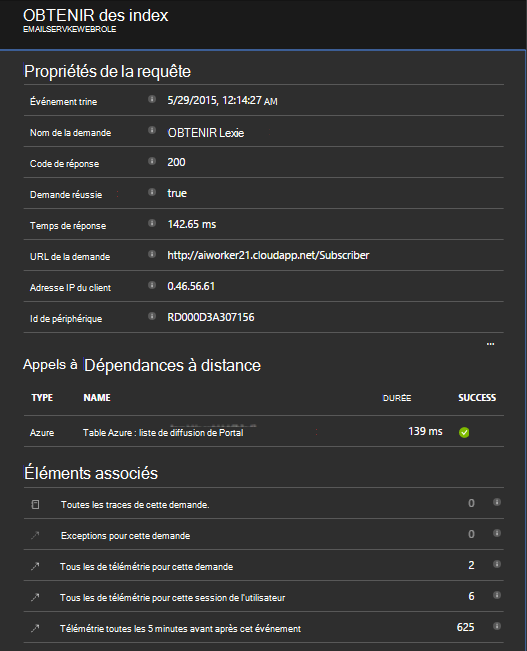 OBTENIR des index
EMAILSERVKEWEBROLE
Propriétés de la requête
Événement trine 5/29/2015, 12:14:27 AM
Nom de la demande OBTENIR Lexie
Code de réponse 200
Demande réussie true
Temps de réponse 142.65 ms
URL de la demande http://aiworker21.cloudapp.net/Subscriber
Adresse IP du client 0.46.56.61
Id de périphérique RD000D3A307156
...
Appels à Dépendances à distance
TYPE NAME DURÉE SUCCESS
Azure Table Azure : liste de diffusion de Portal 139 ms
Éléments associés
Toutes les traces de cette demande. 0
Exceptions pour cette demande 0
Tous les de télémétrie pour cette demande 2
Tous les de télémétrie pour cette session de l'utilisateur 6
Télémétrie toutes les 5 minutes avant après cet événement 625